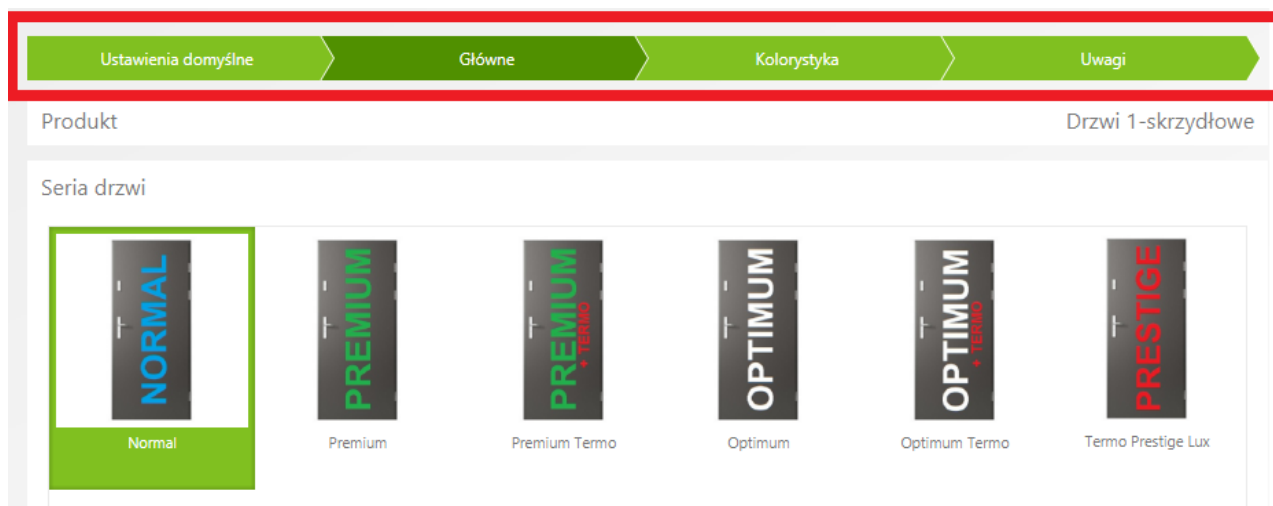 Ustawienia domyślne
Główne
Kolorystyka
Uwagi
Produkt
Drzwi 1-skrzydłowe
Seria drzwi
NORMAL
PREMIUM
PREMIUM
+ TERMO
OPTIMUM
OPTIMUM
+ TERMO
PRESTIGE
Normal
Premium
Premium Termo
Optimum
Optimum Termo
Termo Prestige Lux